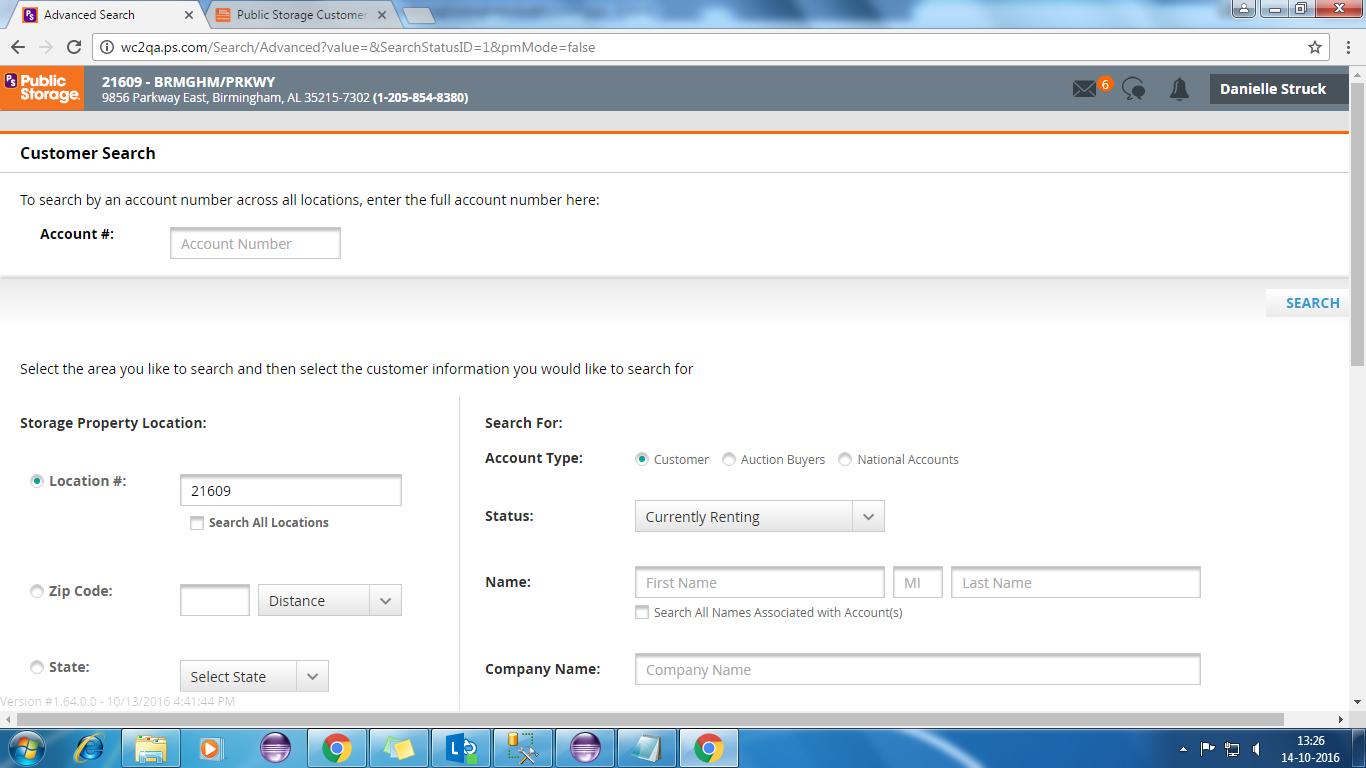 Advanced Search
Public Storage Customer
wc2qa.ps.com/Search/Advanced?value=&SearchStatusID=1&pmMode=false
PS Public Storage.
21609 - BRMGHM/PRKWY
9856 Parkway East, Birmingham, AL 35215-7302 (1-205-854-8380)
6
Danielle Struck
Customer Search
To search by an account number across all locations, enter the full account number here:
Account #:
Account Number
SEARCH
Select the area you like to search and then select the customer information you would like to search for
Storage Property Location:
Location #:
21609
Search All Locations
Zip Code:
Distance
State:
Select State
Search For:
Account Type:
Customer
Auction Buyers
National Accounts
Status:
Currently Renting
Name:
First Name
MI
Last Name
Search All Names Associated with Account(s)
Company Name:
Company Name
Version #1.64.0.0 - 10/13/2016 4:41:44 PM
13:26
14-10-2016